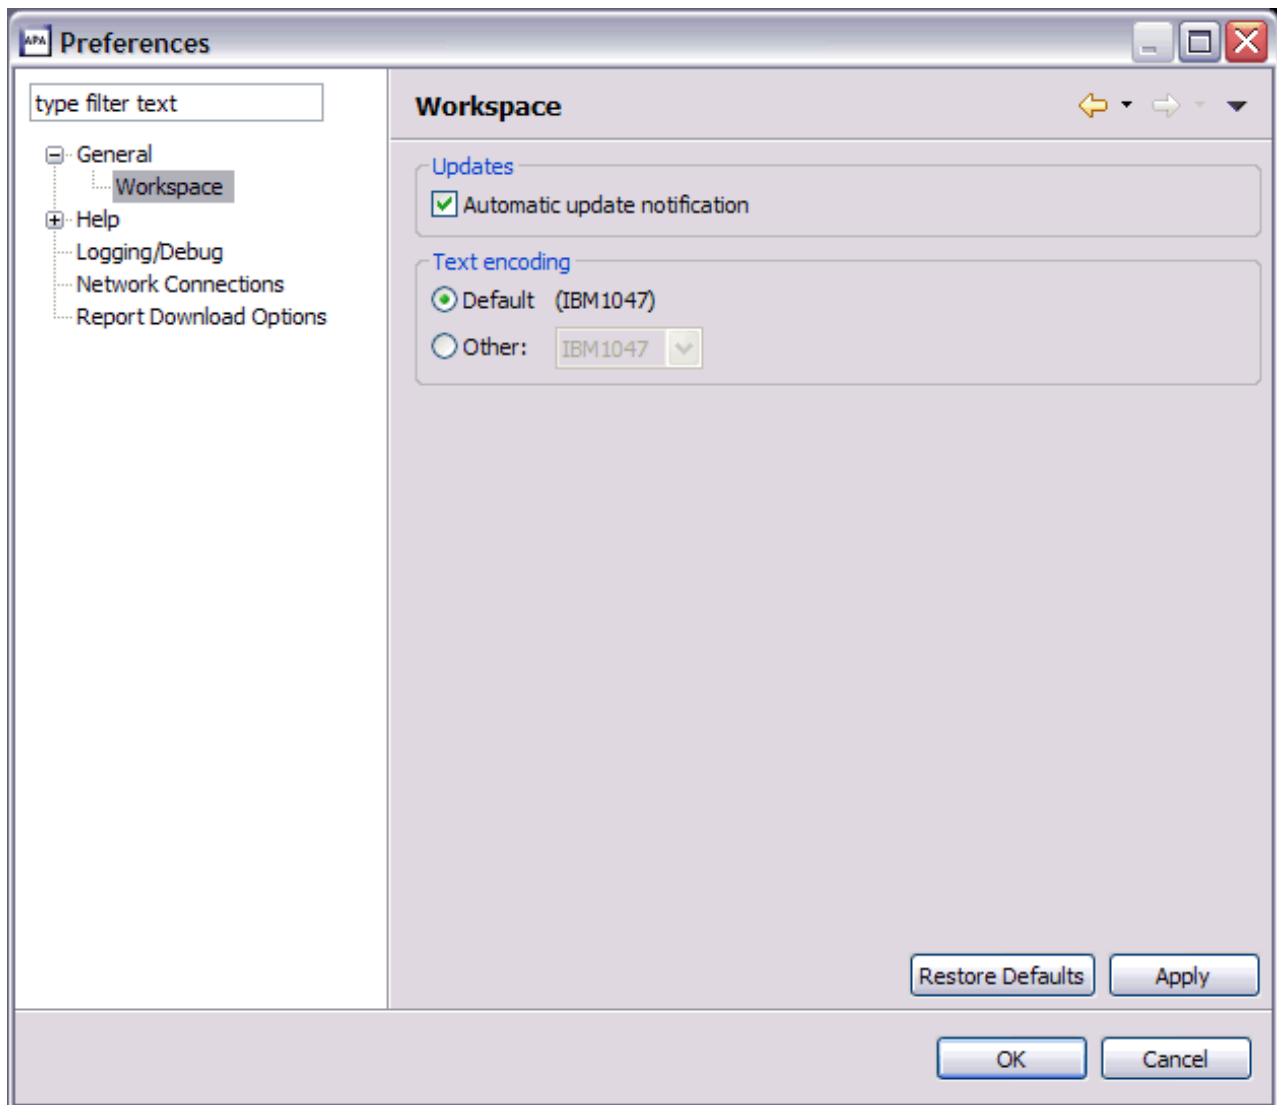 APA Preferences
type filter text
General
Workspace
Help
Logging/Debug
Network Connections
Report Download Options
Workspace
Updates
Automatic update notification
Text encoding
Default (IBM1047)
Other: IBM1047
Restore Defaults Apply
OK Cancel